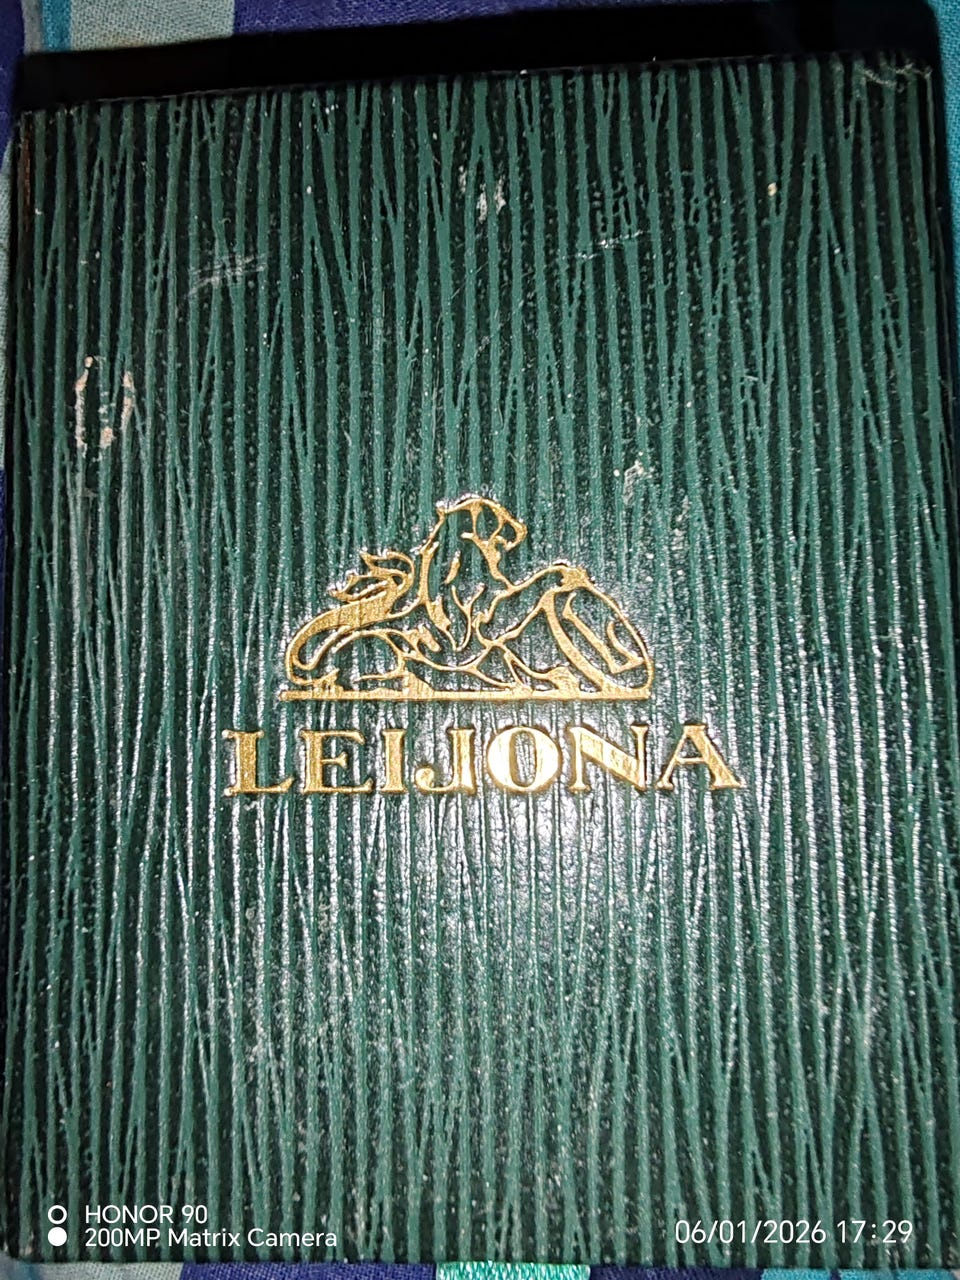 LEIJONA
HONOR 90
200MP Matrix Camera
06/01/2026 17:29